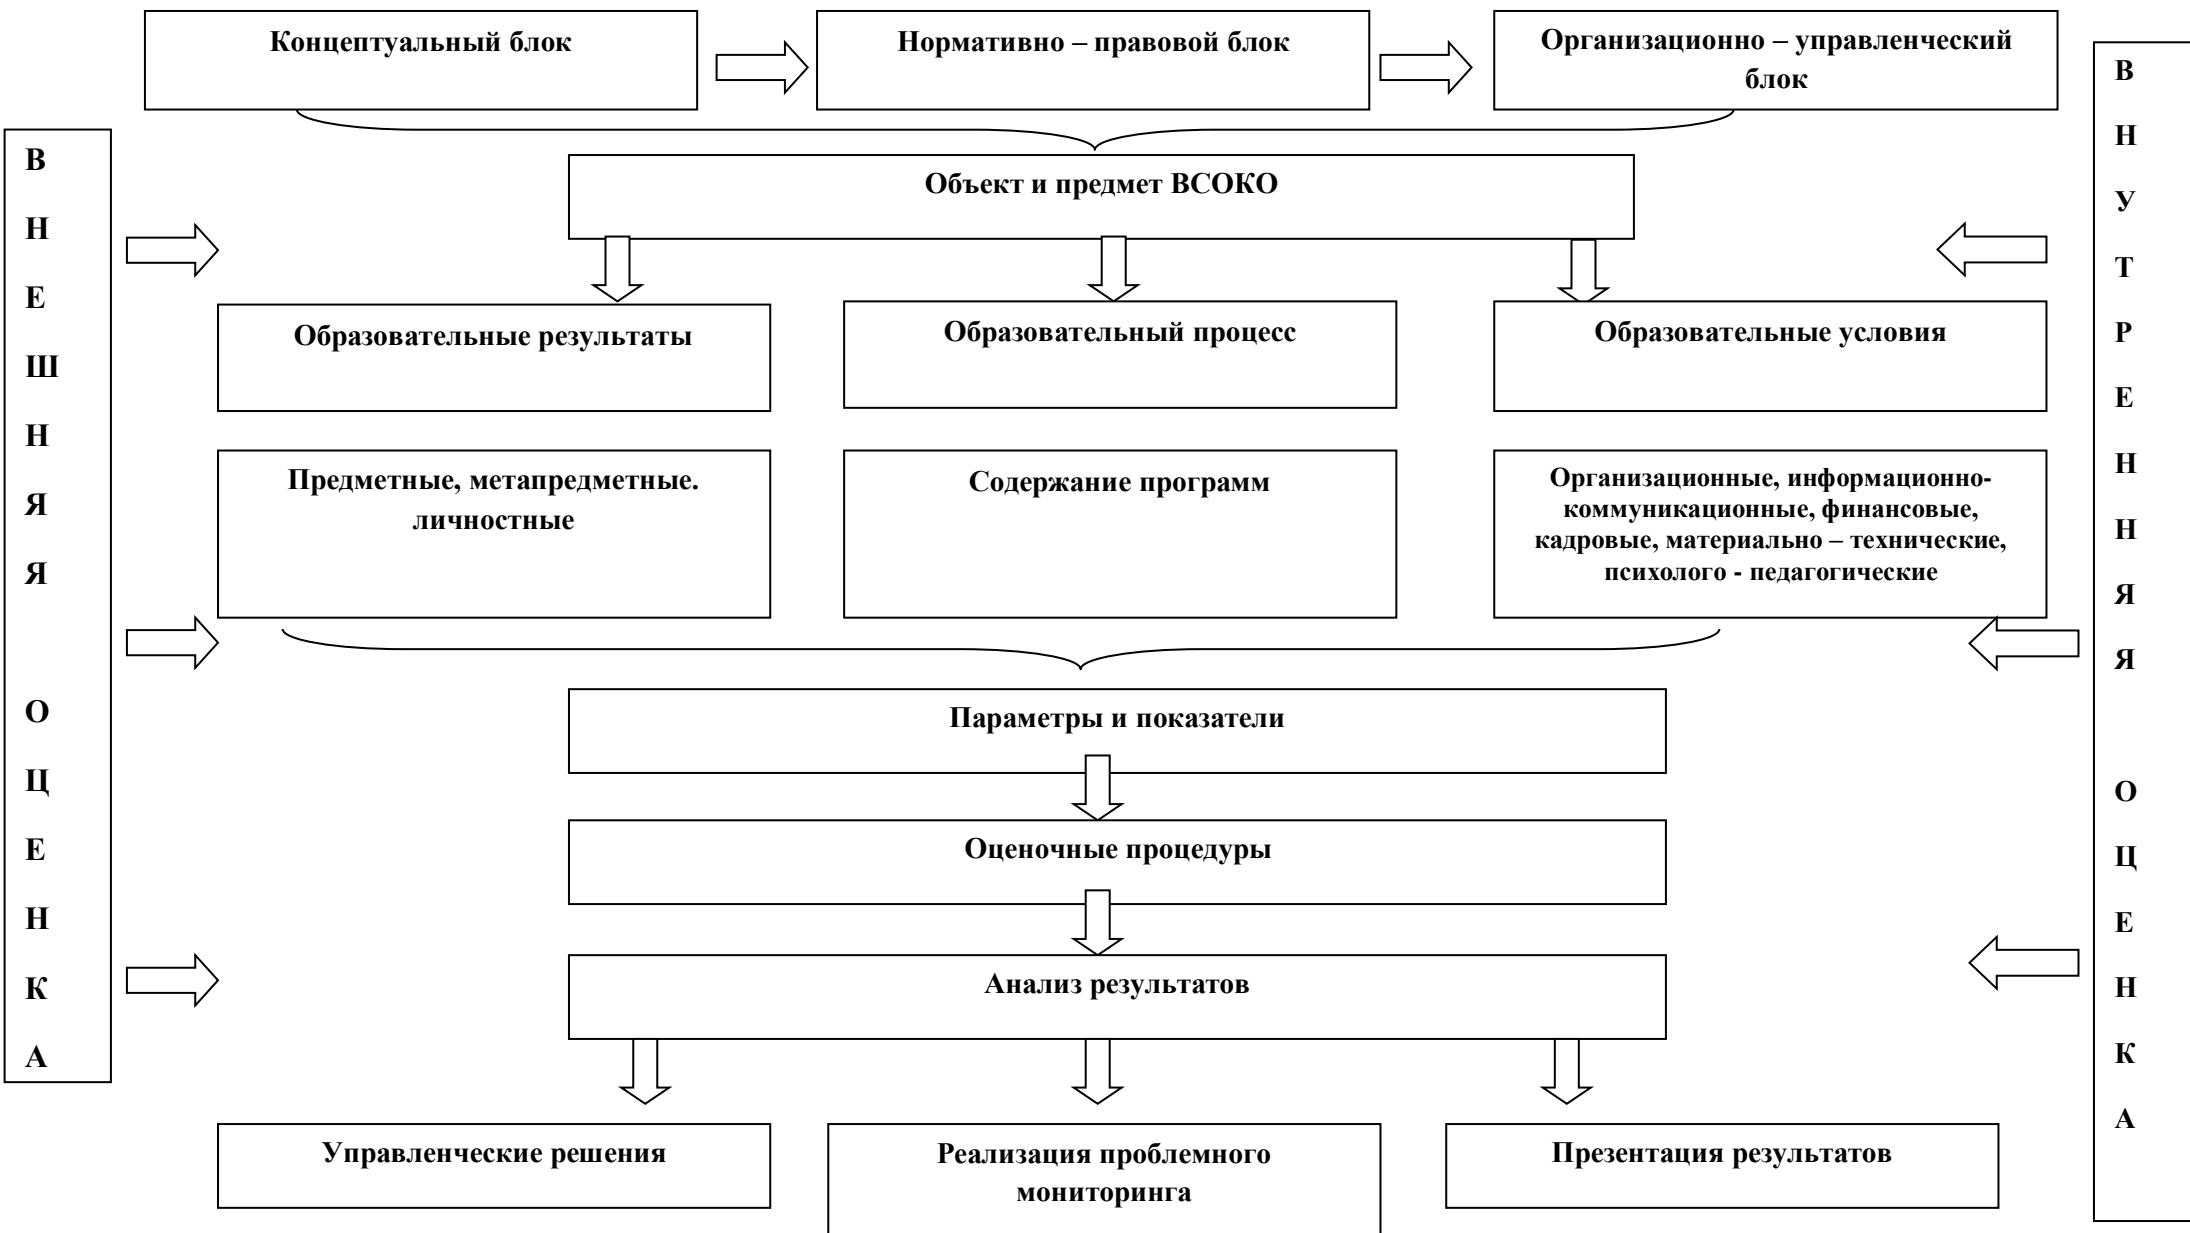 Концептуальный блок
Нормативно – правовой блок
Организационно – управленческий
блок
В
Н
Е
Ш
Н
Я
Я
О
Ц
Е
Н
К
А
Объект и предмет ВСОКО
Образовательные результаты
Образовательный процесс
Образовательные условия
Предметные, метапредметные.
личностные
Содержание программ
Организационные, информационно-
коммуникационные, финансовые,
кадровые, материально – технические,
психолого - педагогические
Параметры и показатели
Оценочные процедуры
Анализ результатов
Управленческие решения
Реализация проблемного
мониторинга
Презентация результатов
В
Н
У
Т
Р
Е
Н
Н
Я
Я
О
Ц
Е
Н
К
А